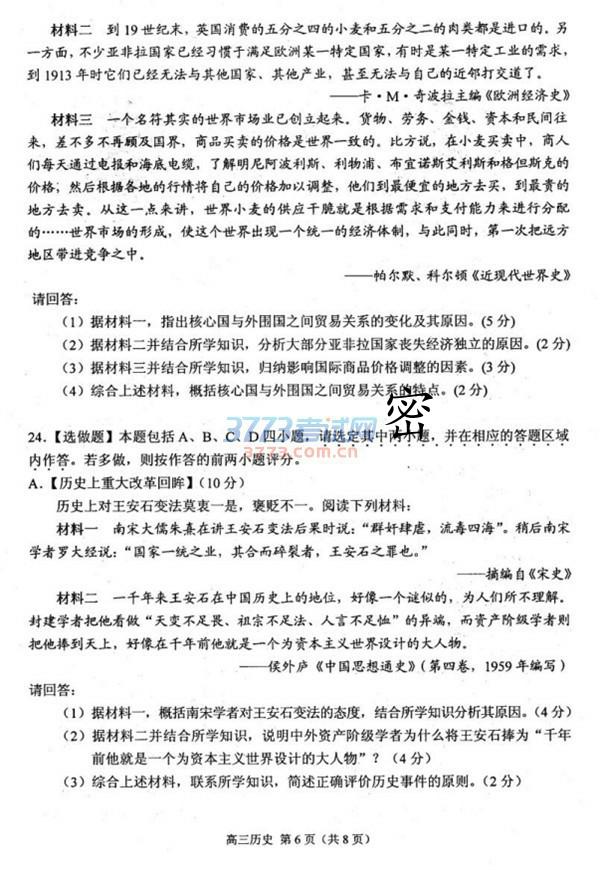 材料二　到19世纪末，英国消费的五分之四的小麦和五分之二的肉类都是进口的。另
一方面，不少亚非拉国家已经习惯于满足欧洲某一特定国家，有时是某一特定工业的需求，
到1913年时它们已经无法与其他国家、其他产业，甚至无法与自己的近邻打交道了。
——卡·M·奇波拉主编《欧洲经济史》
材料三　一个名符其实的世界市场业已创立起来。货物、劳务、金钱、资本和民间往
来，差不多不再顾及国界，商品买卖的价格是世界一致的。比方说，在小麦买卖中，商人
们每天通过电报和海底电缆，了解明尼阿波利斯、利物浦、布宜诺斯艾利斯和格但斯克的
价格，然后根据各地的行情将自己的价格加以调整，他们到最便宜的地方去买，到最贵的
地方去卖。从这一点来讲，世界小麦的供应干脆就是根据需求和支付能力来进行分配
的……世界市场的形成，使这个世界出现一个统一的经济体制，与此同时，第一次把远方
地区带进竞争之中。
——帕尔默、科尔顿《近现代世界史》
请回答：
（1）据材料一，指出核心国与外围国之间贸易关系的变化及其原因。(5分)
（2）据材料二并结合所学知识，分析大部分亚非拉国家丧失经济独立的原因。(2分)
（3）据材料三并结合所学知识，归纳影响国际商品价格调整的因素。(3分)
（4）综合上述材料，概括核心国与外围国之间贸易关系的特点。(2分)
密
3773考试网
www.3773.com.cn
24.【选做题】本题包括A、B、C、D四小题，请选定其中两小题，并在相应的答题区域
内作答。若多做，则按作答的前两小题评分。
A.【历史上重大改革回眸】(10分)
历史上对王安石变法莫衷一是，褒贬不一。阅读下列材料：
材料一　南宋大儒朱熹在讲王安石变法后果时说：“群奸肆虐，流毒四海”。稍后南宋
学者罗大经说：“国家一统之业，其合而碎裂者，王安石之罪也。”
——摘编自《宋史》
材料二　一千年来王安石在中国历史上的地位，好像一个谜似的，为人们所不理解。
封建学者把他看做“天变不足畏、祖宗不足法、人言不足恤”的异端，而资产阶级学者则
把他捧到天上，好像在千年前他就是一个为资本主义世界设计的大人物。
——侯外庐《中国思想通史》(第四卷，1959年编写)
请回答：
（1）据材料一，概括南宋学者对王安石变法的态度，结合所学知识分析其原因。(4分)
（2）据材料二并结合所学知识，说明中外资产阶级学者为什么将王安石捧为“千年
前他就是一个为资本主义世界设计的大人物”？(4分)
（3）综合上述材料，联系所学知识，简述正确评价历史事件的原则。(2分)
高三历史 第6页（共8页）